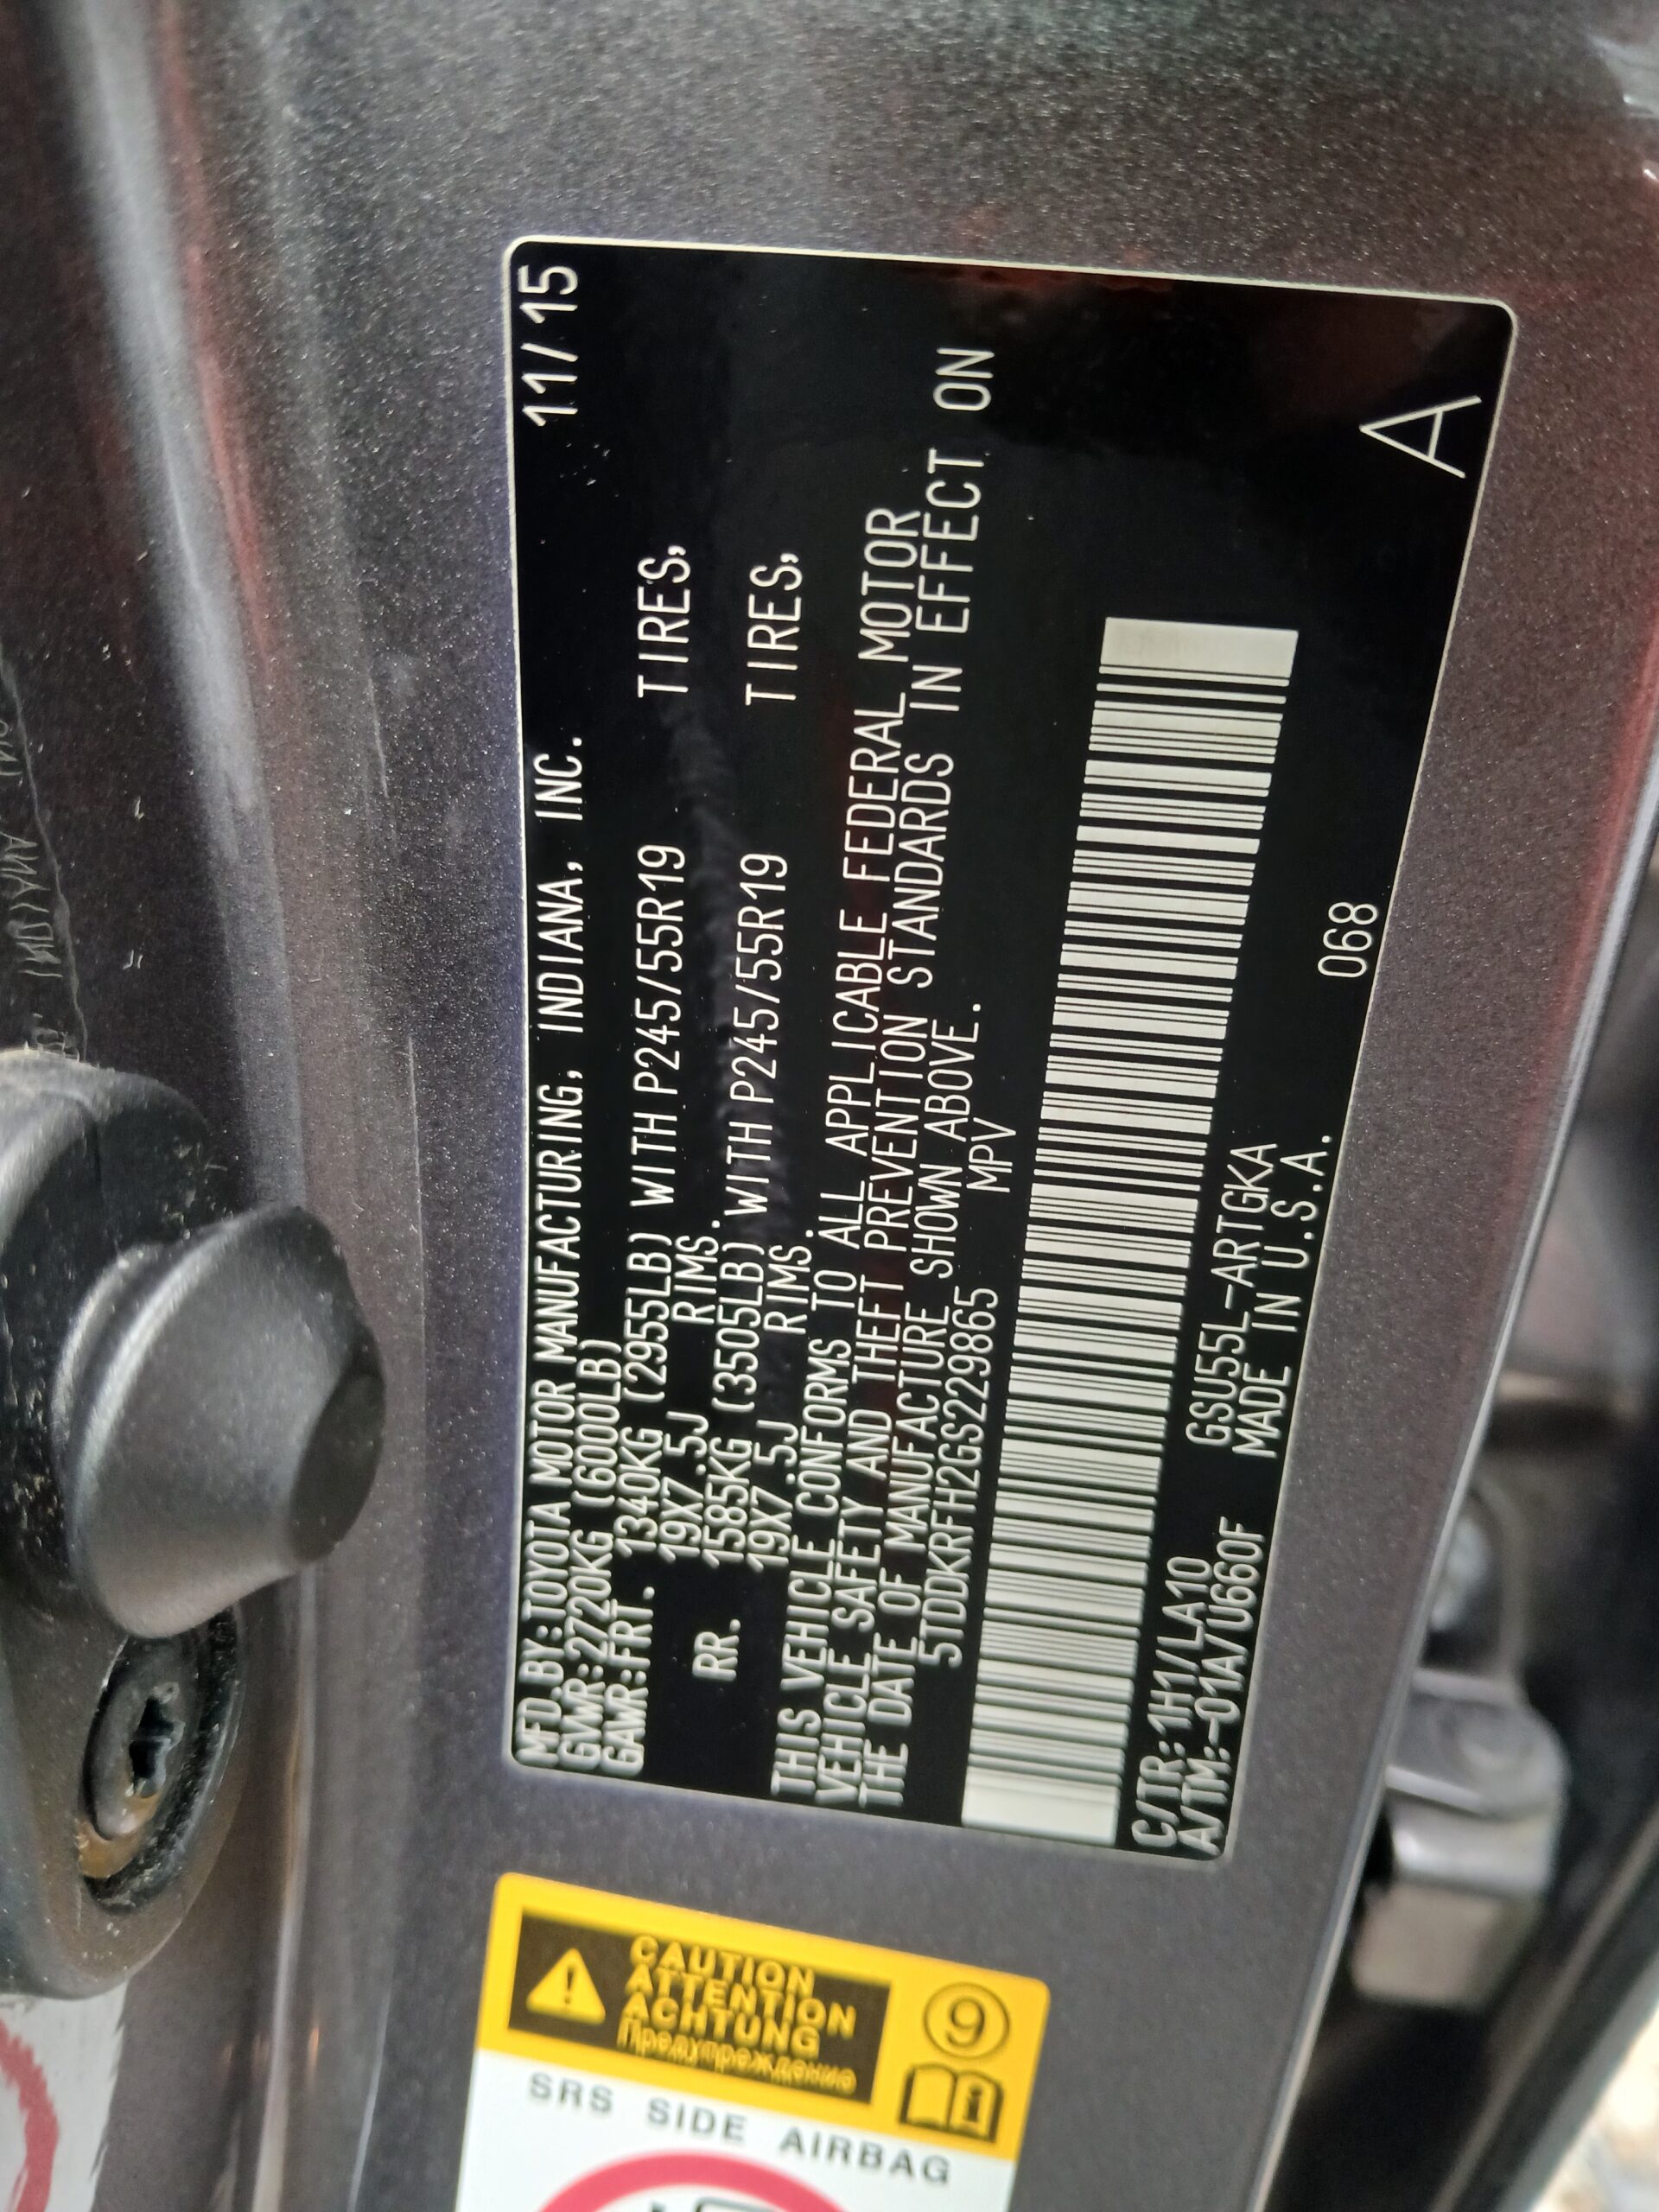 MFD.BY:TOYOTA MOTOR MANUFACTURING, INDIANA, INC. 11/15
GVWR:2720KG (6000LB)
GAWR:FRT. 1340KG (2955LB) WITH P245/55R19 TIRES,
19X7.5J RIMS.
RR. 1585KG (3505LB) WITH P245/55R19 TIRES,
19X7.5J RIMS.
THIS VEHICLE CONFORMS TO ALL APPLICABLE FEDERAL MOTOR
VEHICLE SAFETY AND THEFT PREVENTION STANDARDS IN EFFECT ON
THE DATE OF MANUFACTURE SHOWN ABOVE.
5TDDKRFH2GS229865 MPV
C/TR:1H1/LA10 GSU55L-ARTGKA 068 A
A/TM:-01A/U660F MADE IN U.S.A.
CAUTION
ATTENTION
ACHTUNG
Предупреждение
9
i
SRS SIDE AIRBAG